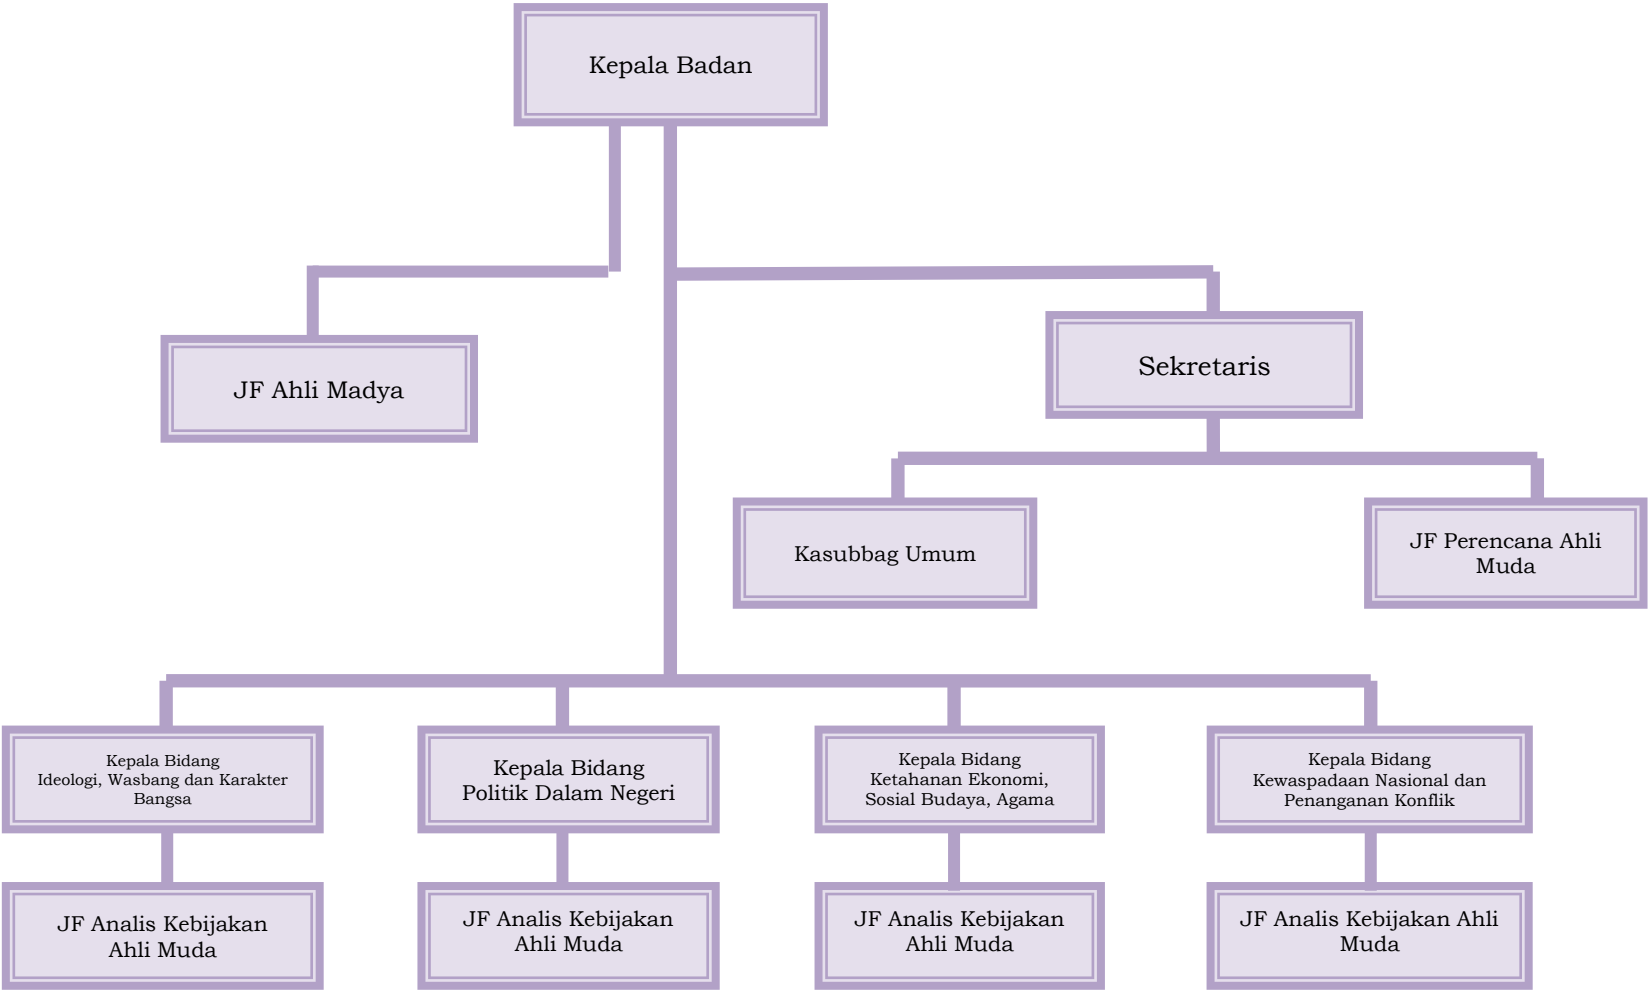 Kepala Badan
JF Ahli Madya
Sekretaris
Kasubbag Umum
JF Perencana Ahli
Muda
Kepala Bidang
Ideologi, Wasbang dan Karakter
Bangsa
Kepala Bidang
Politik Dalam Negeri
Kepala Bidang
Ketahanan Ekonomi,
Sosial Budaya, Agama
Kepala Bidang
Kewaspadaan Nasional dan
Penanganan Konflik
JF Analis Kebijakan
Ahli Muda
JF Analis Kebijakan
Ahli Muda
JF Analis Kebijakan
Ahli Muda
JF Analis Kebijakan Ahli
Muda